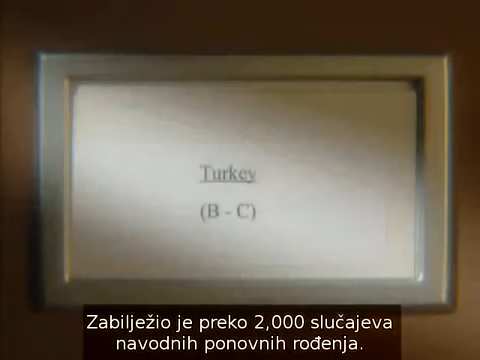 Turkey
(B - C)
Zabilježio je preko 2,000 slučajeva
navodnih ponovnih rođenja.